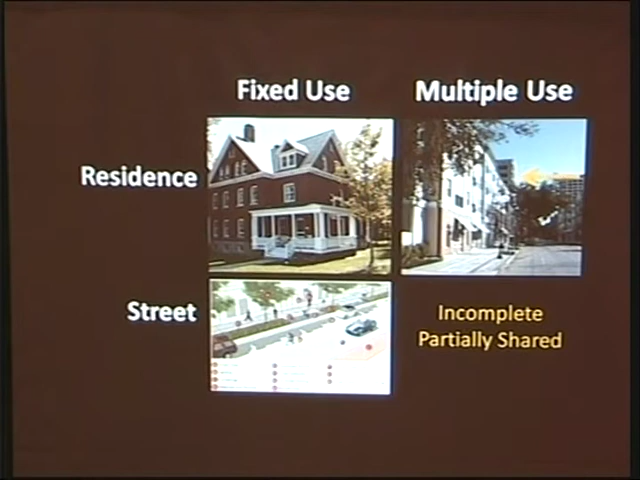 Fixed Use
Multiple Use
Residence
Street
Incomplete
Partially Shared